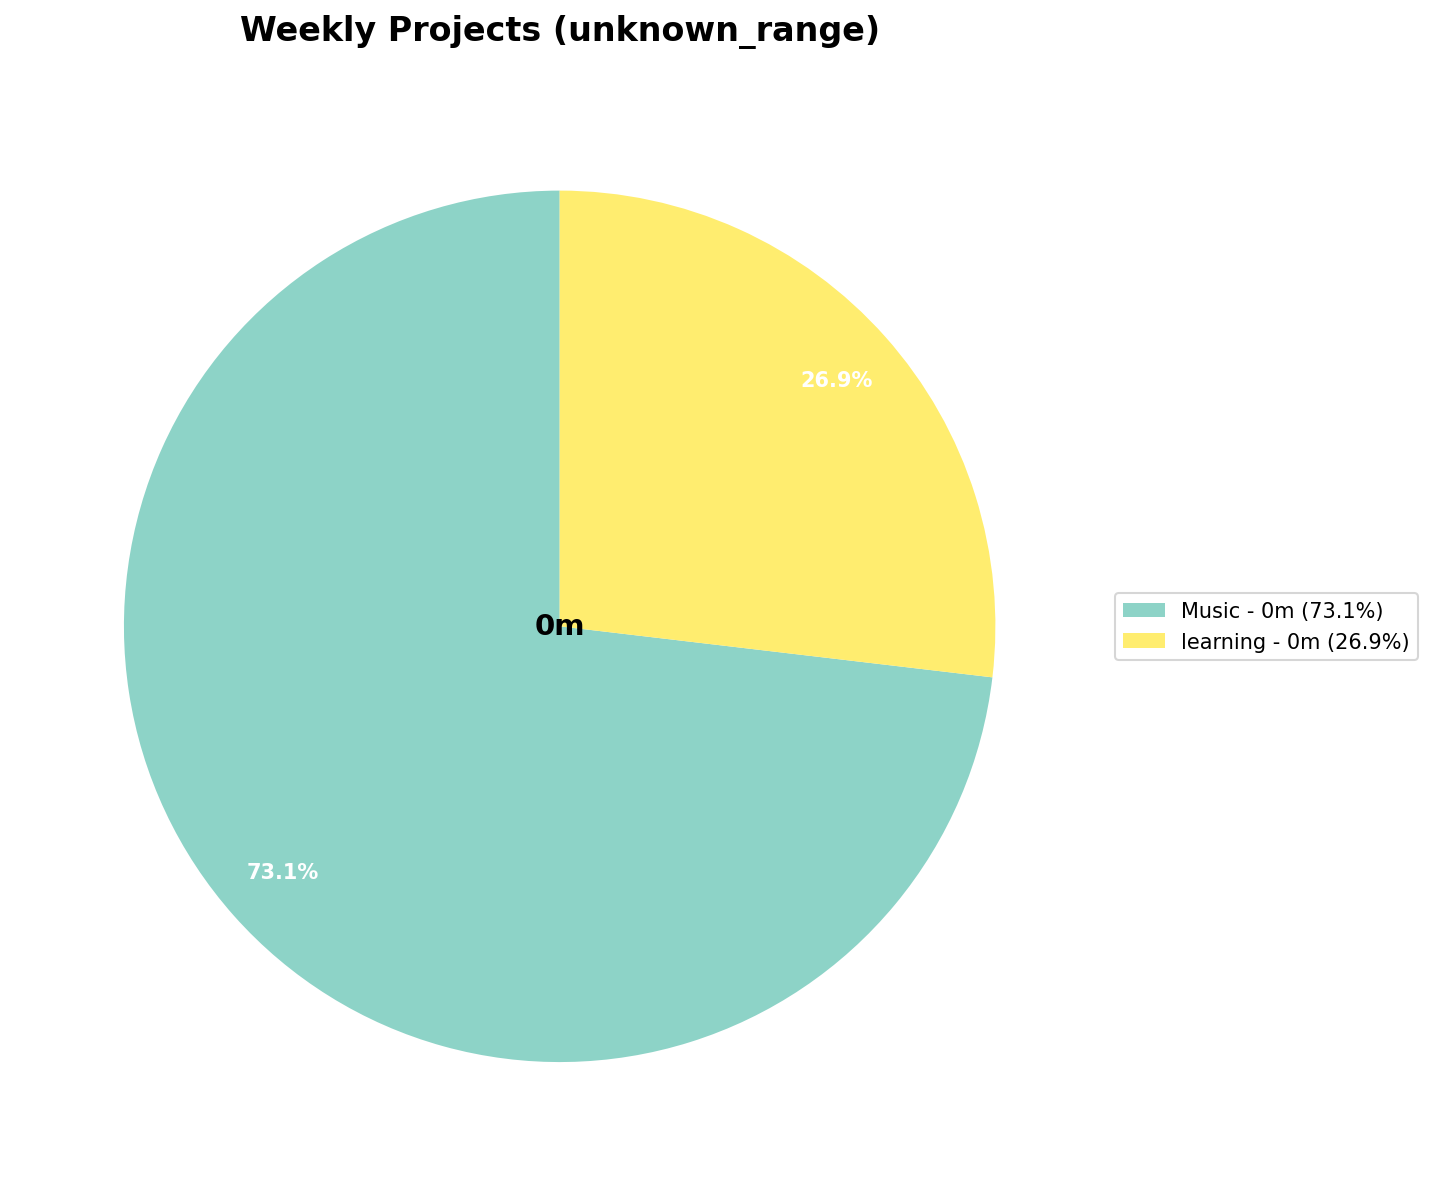 Weekly Projects (unknown_range)
26.9%
0m
Music - 0m (73.1%)
learning - 0m (26.9%)
73.1%